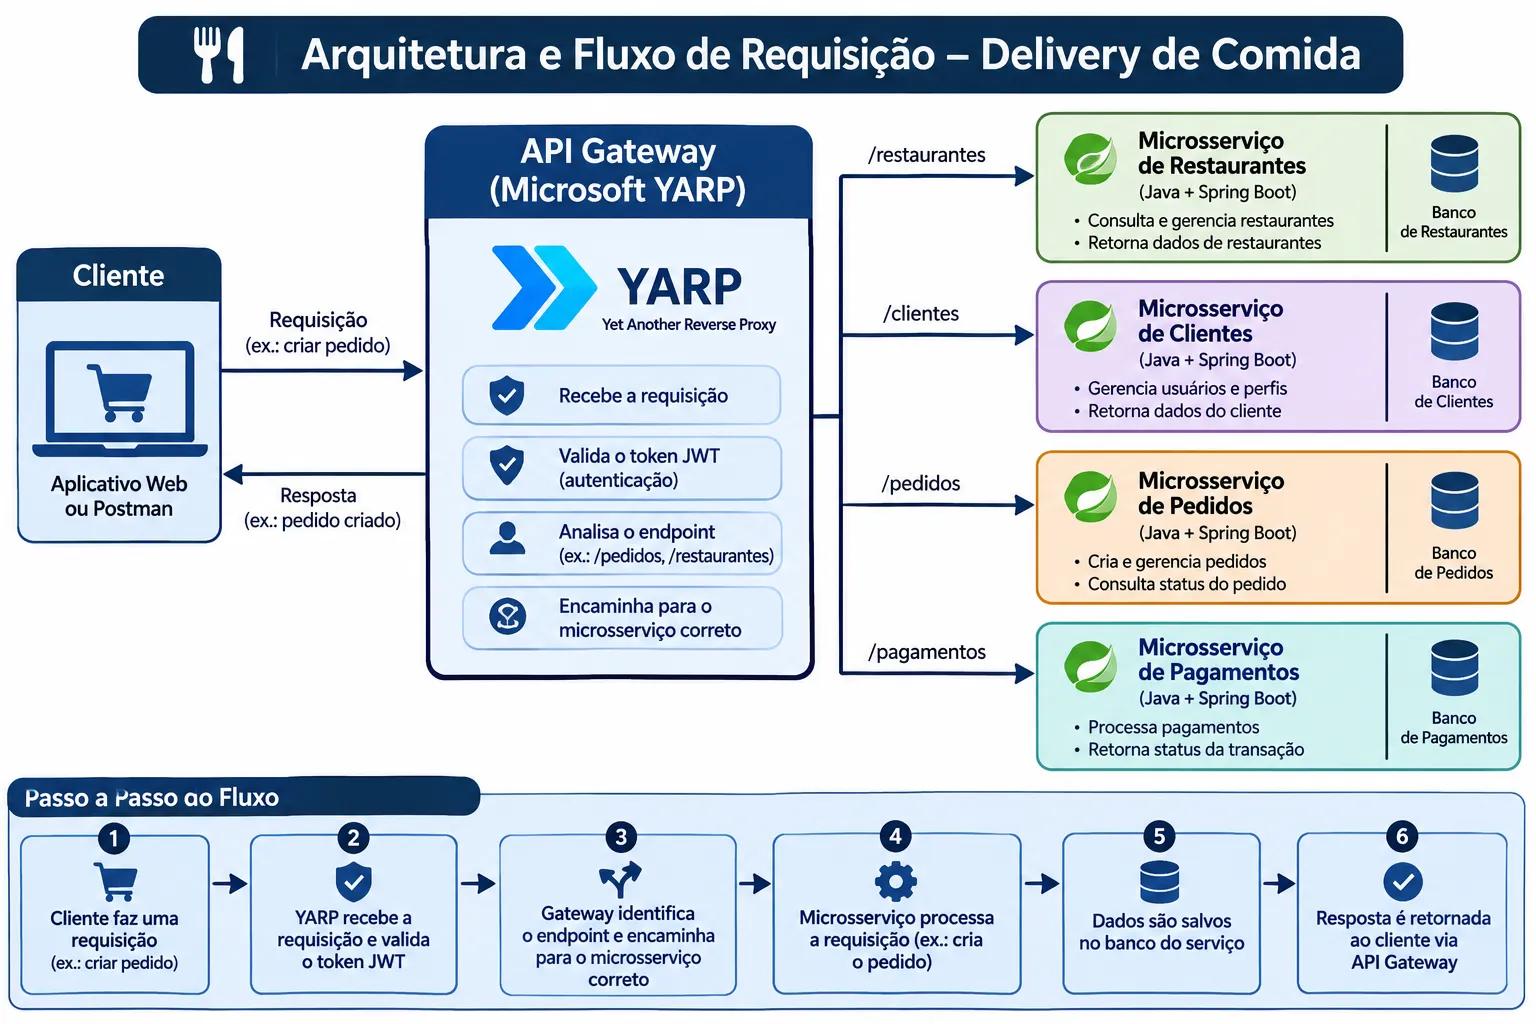 Arquitetura e Fluxo de Requisição – Delivery de Comida
Cliente
Aplicativo Web
ou Postman
Requisição
(ex.: criar pedido)
Resposta
(ex.: pedido criado)
API Gateway
(Microsoft YARP)
YARP
Yet Another Reverse Proxy
Recebe a requisição
Valida o token JWT
(autenticação)
Analisa o endpoint
(ex.: /pedidos, /restaurantes)
Encaminha para o
microsserviço correto
/restaurantes
/clientes
/pedidos
/pagamentos
Microsserviço
de Restaurantes
(Java + Spring Boot)
• Consulta e gerencia restaurantes
• Retorna dados de restaurantes
Banco
de Restaurantes
Microsserviço
de Clientes
(Java + Spring Boot)
• Gerencia usuários e perfis
• Retorna dados do cliente
Banco
de Clientes
Microsserviço
de Pedidos
(Java + Spring Boot)
• Cria e gerencia pedidos
• Consulta status do pedido
Banco
de Pedidos
Microsserviço
de Pagamentos
(Java + Spring Boot)
• Processa pagamentos
• Retorna status da transação
Banco
de Pagamentos
Passo a Passo do Fluxo
1
Cliente faz uma
requisição
(ex.: criar pedido)
2
YARP recebe a
requisição e valida
o token JWT
3
Gateway identifica
o endpoint e encaminha
para o microsserviço
correto
4
Microsserviço processa
a requisição (ex.: cria
o pedido)
5
Dados são salvos
no banco do serviço
6
Resposta é retornada
ao cliente via
API Gateway